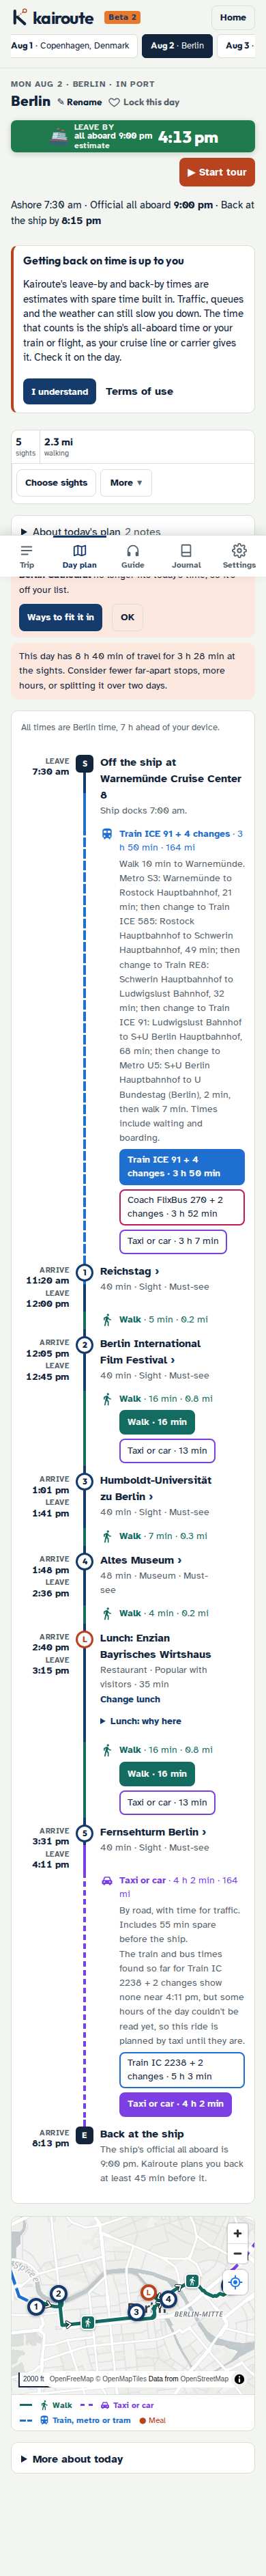 kairoute Beta 2 Home
Aug 1 · Copenhagen, Denmark Aug 2 · Berlin Aug 3 ·
MON AUG 2 · BERLIN · IN PORT
Berlin ✎ Rename Lock this day
LEAVE BY
all aboard 9:00 pm 4:13 pm
estimate
▶ Start tour
Ashore 7:30 am · Official all aboard 9:00 pm · Back at
the ship by 8:15 pm
Getting back on time is up to you
Kairoute's leave-by and back-by times are
estimates with spare time built in. Traffic, queues
and the weather can still slow you down. The time
that counts is the ship's all-aboard time or your
train or flight, as your cruise line or carrier gives
it. Check it on the day.
I understand Terms of use
5 2.3 mi
sights walking
Choose sights More ▾
▶ About today's plan 2 notes
Trip Day plan Guide Journal Settings
off your list.
Ways to fit it in OK
This day has 8 h 40 min of travel for 3 h 28 min at
the sights. Consider fewer far-apart stops, more
hours, or splitting it over two days.
All times are Berlin time, 7 h ahead of your device.
LEAVE
7:30 am
S
Off the ship at
Warnemünde Cruise Center
8
Ship docks 7:00 am.
Train ICE 91 + 4 changes · 3
h 50 min · 164 mi
Walk 10 min to Warnemünde.
Metro S3: Warnemünde to
Rostock Hauptbahnhof, 21
min; then change to Train
ICE 585: Rostock
Hauptbahnhof to Schwerin
Hauptbahnhof, 49 min; then
change to Train RE8:
Schwerin Hauptbahnhof to
Ludwigslust Bahnhof, 32
min; then change to Train
ICE 91: Ludwigslust Bahnhof
to S+U Berlin Hauptbahnhof,
68 min; then change to
Metro U5: S+U Berlin
Hauptbahnhof to U
Bundestag (Berlin), 2 min,
then walk 7 min. Times
include waiting and
boarding.
Train ICE 91 + 4
changes · 3 h 50 min
Coach FlixBus 270 + 2
changes · 3 h 52 min
Taxi or car · 3 h 7 min
ARRIVE
11:20 am
LEAVE
12:00 pm
1
Reichstag ›
40 min · Sight · Must-see
Walk · 5 min · 0.2 mi
ARRIVE
12:05 pm
LEAVE
12:45 pm
2
Berlin International
Film Festival ›
40 min · Sight · Must-see
Walk · 16 min · 0.8 mi
Walk · 16 min
Taxi or car · 13 min
ARRIVE
1:01 pm
LEAVE
1:41 pm
3
Humboldt-Universität
zu Berlin ›
40 min · Sight · Must-see
Walk · 7 min · 0.3 mi
ARRIVE
1:48 pm
LEAVE
2:36 pm
4
Altes Museum ›
48 min · Museum · Must-
see
Walk · 4 min · 0.2 mi
ARRIVE
2:40 pm
LEAVE
3:15 pm
L
Lunch: Enzian
Bayrisches Wirtshaus
Restaurant · Popular with
visitors · 35 min
Change lunch
▶ Lunch: why here
Walk · 16 min · 0.8 mi
Walk · 16 min
Taxi or car · 13 min
ARRIVE
3:31 pm
LEAVE
4:11 pm
5
Fernsehturm Berlin ›
40 min · Sight · Must-see
Taxi or car · 4 h 2 min · 164
mi
By road, with time for traffic.
Includes 55 min spare
before the ship.
The train and bus times
found so far for Train IC
2238 + 2 changes show
none near 4:11 pm, but some
hours of the day couldn't be
read yet, so this ride is
planned by taxi until they are.
Train IC 2238 + 2
changes · 5 h 3 min
Taxi or car · 4 h 2 min
ARRIVE
8:13 pm
E
Back at the ship
The ship's official all aboard is
9:00 pm. Kairoute plans you back
at least 45 min before it.
+
−
1 2 3 L 4
BERLIN-MITTE
2000 ft OpenFreeMap © OpenMapTiles Data from OpenStreetMap
Walk Taxi or car
Train, metro or tram Meal
▶ More about today